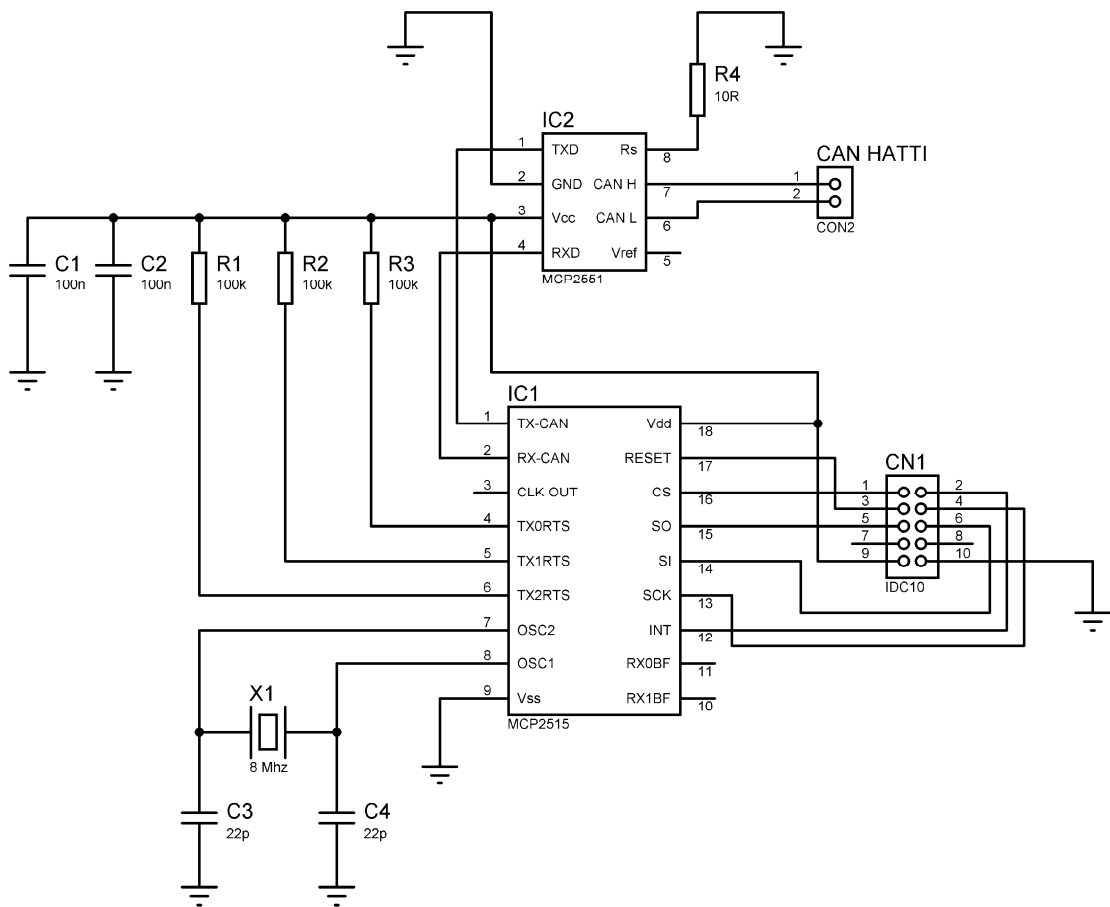 R4
10R
IC2
1 TXD Rs 8
2 GND CAN H 7
3 Vcc CAN L 6
4 RXD Vref 5
MCP2551
CAN HATTI
1
2
CON2
C1
100n
C2
100n
R1
100k
R2
100k
R3
100k
IC1
1 TX-CAN Vdd 18
2 RX-CAN RESET 17
3 CLK OUT CS 16
4 TX0RTS SO 15
5 TX1RTS SI 14
6 TX2RTS SCK 13
7 OSC2 INT 12
8 OSC1 RX0BF 11
9 Vss RX1BF 10
MCP2515
CN1
1 2
3 4
5 6
7 8
9 10
IDC10
X1
8 Mhz
C3
22p
C4
22p